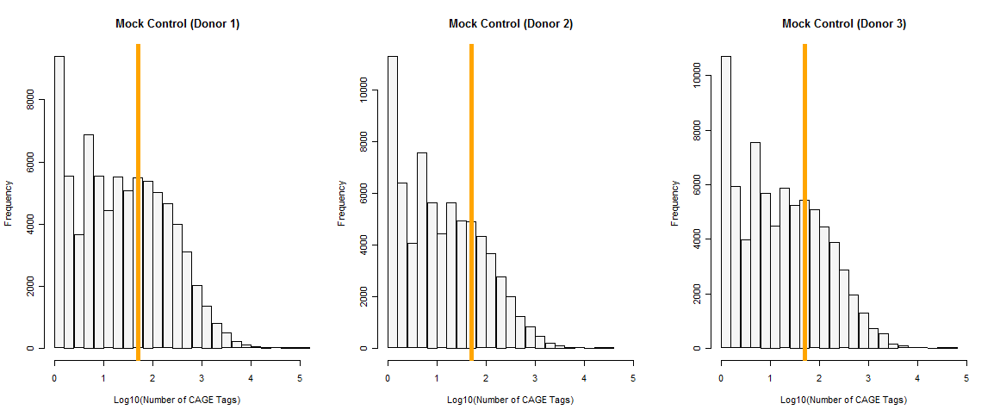 Mock Control (Donor 1)
Frequency
8000
6000
4000
2000
0
0 1 2 3 4 5
Log10(Number of CAGE Tags)
Mock Control (Donor 2)
Frequency
10000
8000
6000
4000
2000
0
0 1 2 3 4 5
Log10(Number of CAGE Tags)
Mock Control (Donor 3)
Frequency
10000
8000
6000
4000
2000
0
0 1 2 3 4 5
Log10(Number of CAGE Tags)